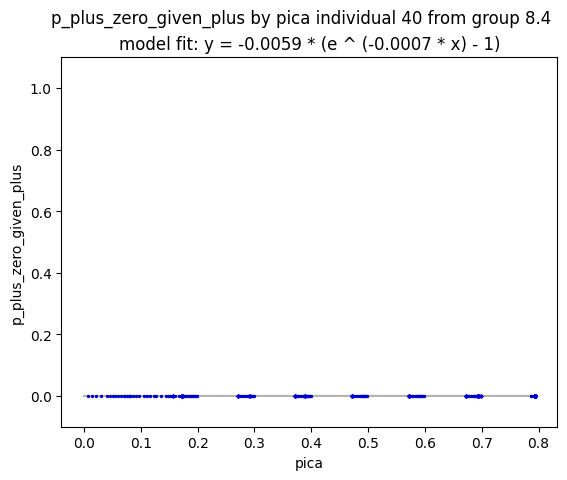 p_plus_zero_given_plus by pica individual 40 from group 8.4
model fit: y = -0.0059 * (e ^ (-0.0007 * x) - 1)
1.0
0.8
0.6
0.4
0.2
0.0
p_plus_zero_given_plus
0.0 0.1 0.2 0.3 0.4 0.5 0.6 0.7 0.8
pica